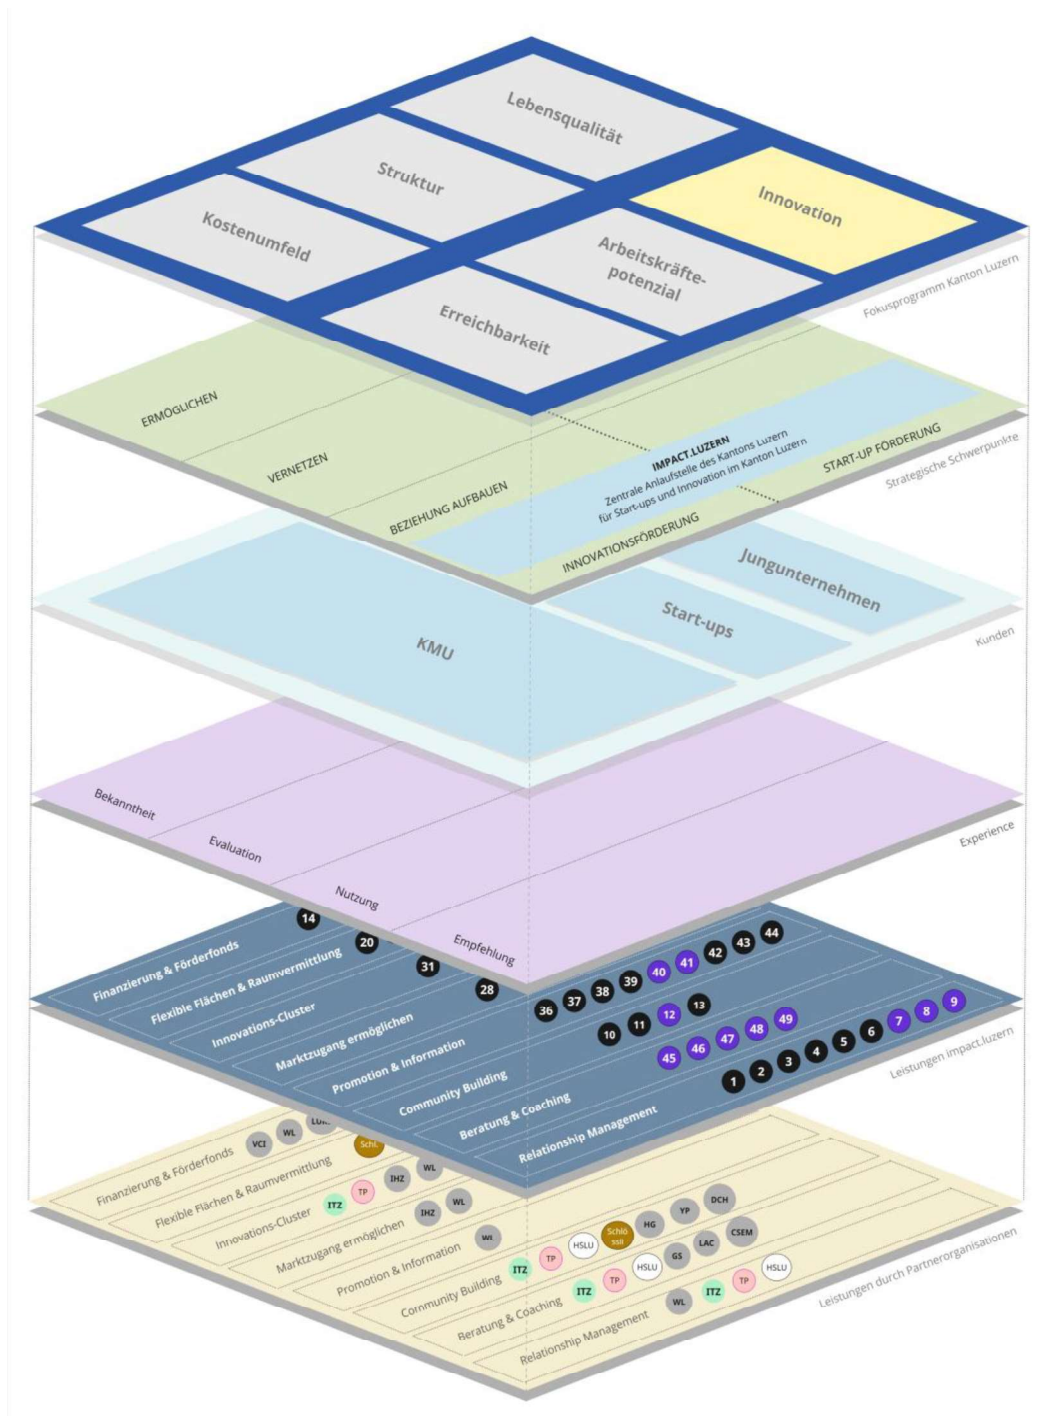 Lebensqualität
Struktur
Innovation
Kostenumfeld
Arbeitskräfte-
potenzial
Erreichbarkeit
Fokusprogramm Kanton Luzern
ERMÖGLICHEN
VERNETZEN
BEZIEHUNG AUFBAUEN
IMPACT.LUZERN
Zentrale Anlaufstelle des Kantons Luzern
für Start-ups und Innovation im Kanton Luzern
INNOVATIONSFÖRDERUNG
START-UP FÖRDERUNG
Strategische Schwerpunkte
KMU
Start-ups
Jungunternehmen
Kunden
Bekanntheit
Evaluation
Nutzung
Empfehlung
Experience
Finanzierung & Förderfonds 14
Flexible Flächen & Raumvermittlung 20
Innovations-Cluster 31
Marktzugang ermöglichen 28
Promotion & Information 36 37 38 39 40 41 42 43 44
Community Building 10 11 12 13
Beratung & Coaching 45 46 47 48 49
Relationship Management 1 2 3 4 5 6 7 8 9
Leistungen impact.luzern
Finanzierung & Förderfonds VCI WL
Flexible Flächen & Raumvermittlung Schl.
Innovations-Cluster ITZ TP IHZ WL
Marktzugang ermöglichen IHZ WL
Promotion & Information WL
Community Building ITZ TP HSLU Schlö
ssli HG YP DCH
Beratung & Coaching ITZ TP HSLU GS LAC CSEM
Relationship Management WL ITZ TP HSLU
Leistungen durch Partnerorganisationen